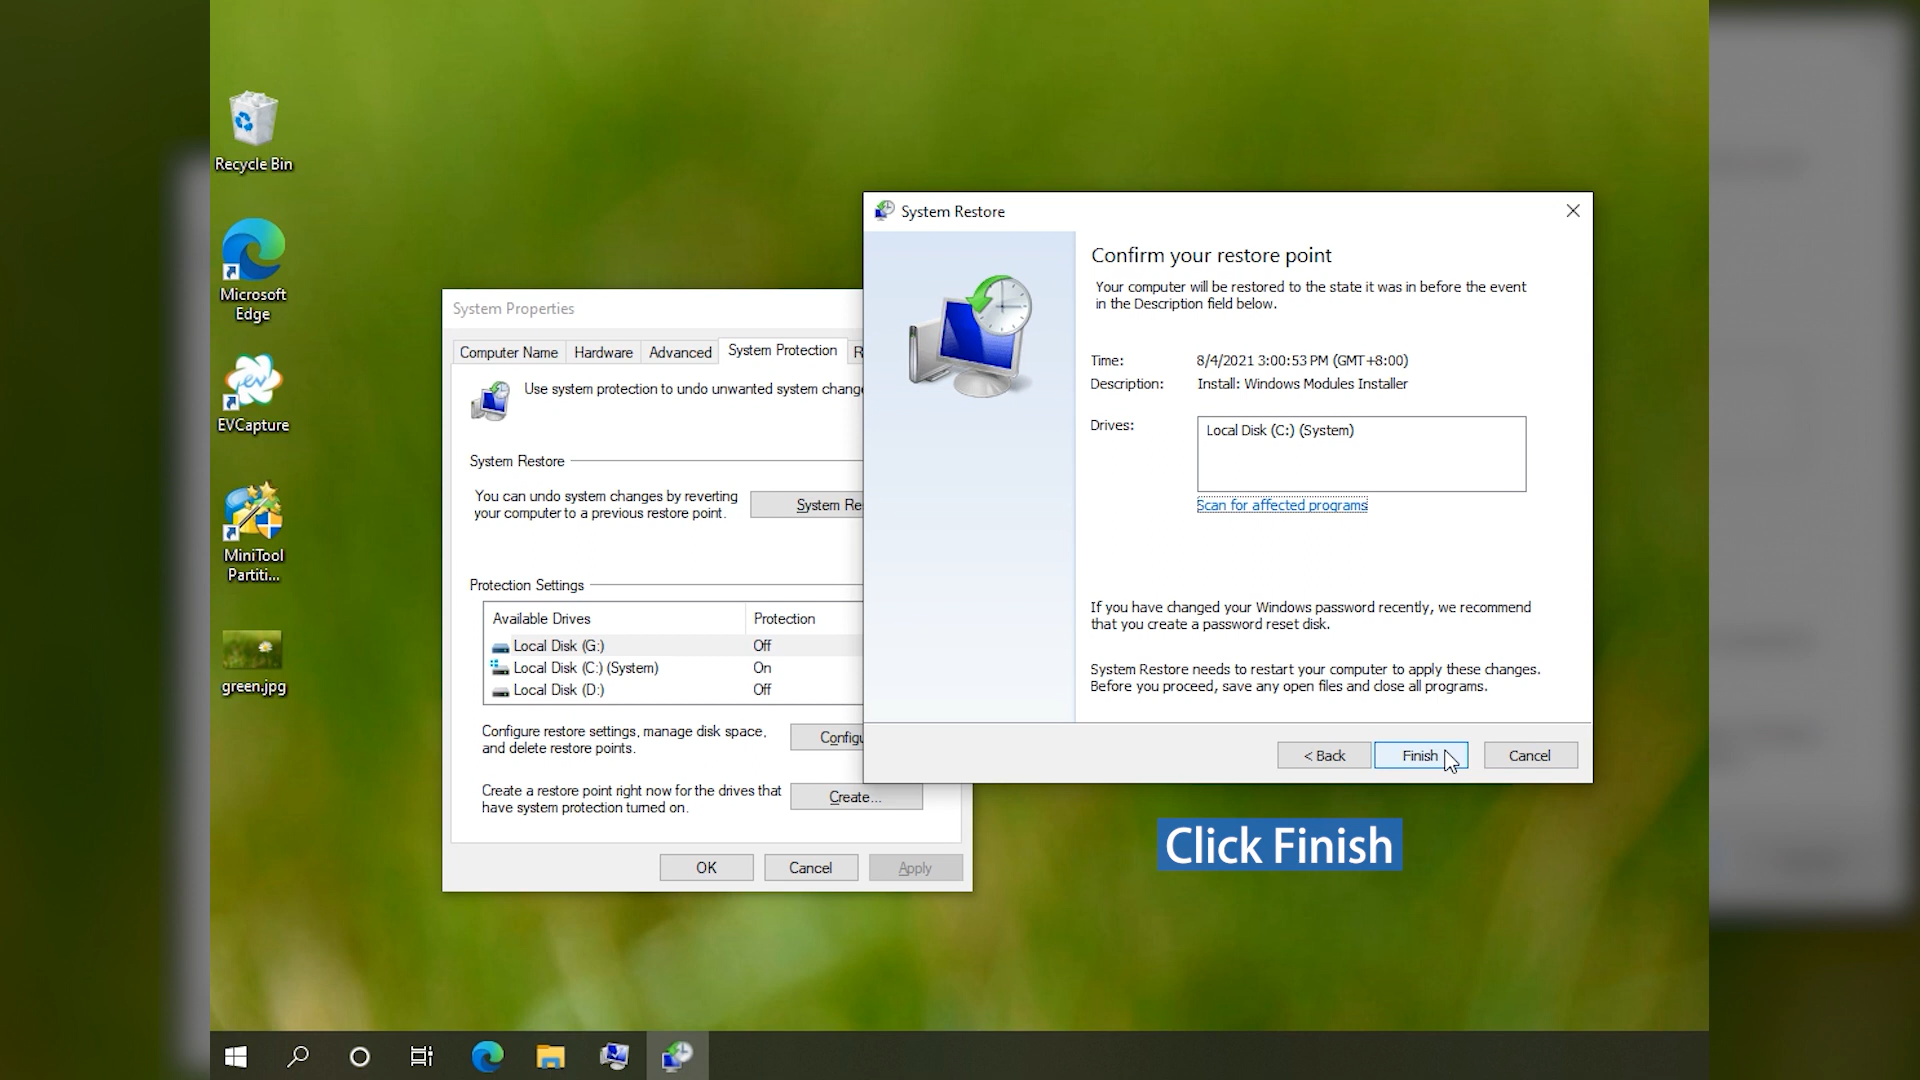 Recycle Bin
Microsoft
Edge
EVCapture
MiniTool
Partiti...
green.jpg
System Properties
Computer Name
Hardware
Advanced
System Protection
R
Use system protection to undo unwanted system change
System Restore
You can undo system changes by reverting
your computer to a previous restore point.
System Re
Protection Settings
Available Drives
Protection
Local Disk (G:)
Off
Local Disk (C:) (System)
On
Local Disk (D:)
Off
Configure restore settings, manage disk space,
and delete restore points.
Configu
Create a restore point right now for the drives that
have system protection turned on.
Create...
OK
Cancel
Apply
System Restore
Confirm your restore point
Your computer will be restored to the state it was in before the event
in the Description field below.
Time:
8/4/2021 3:00:53 PM (GMT+8:00)
Description:
Install: Windows Modules Installer
Drives:
Local Disk (C:) (System)
Scan for affected programs
If you have changed your Windows password recently, we recommend
that you create a password reset disk.
System Restore needs to restart your computer to apply these changes.
Before you proceed, save any open files and close all programs.
< Back
Finish
Cancel
Click Finish